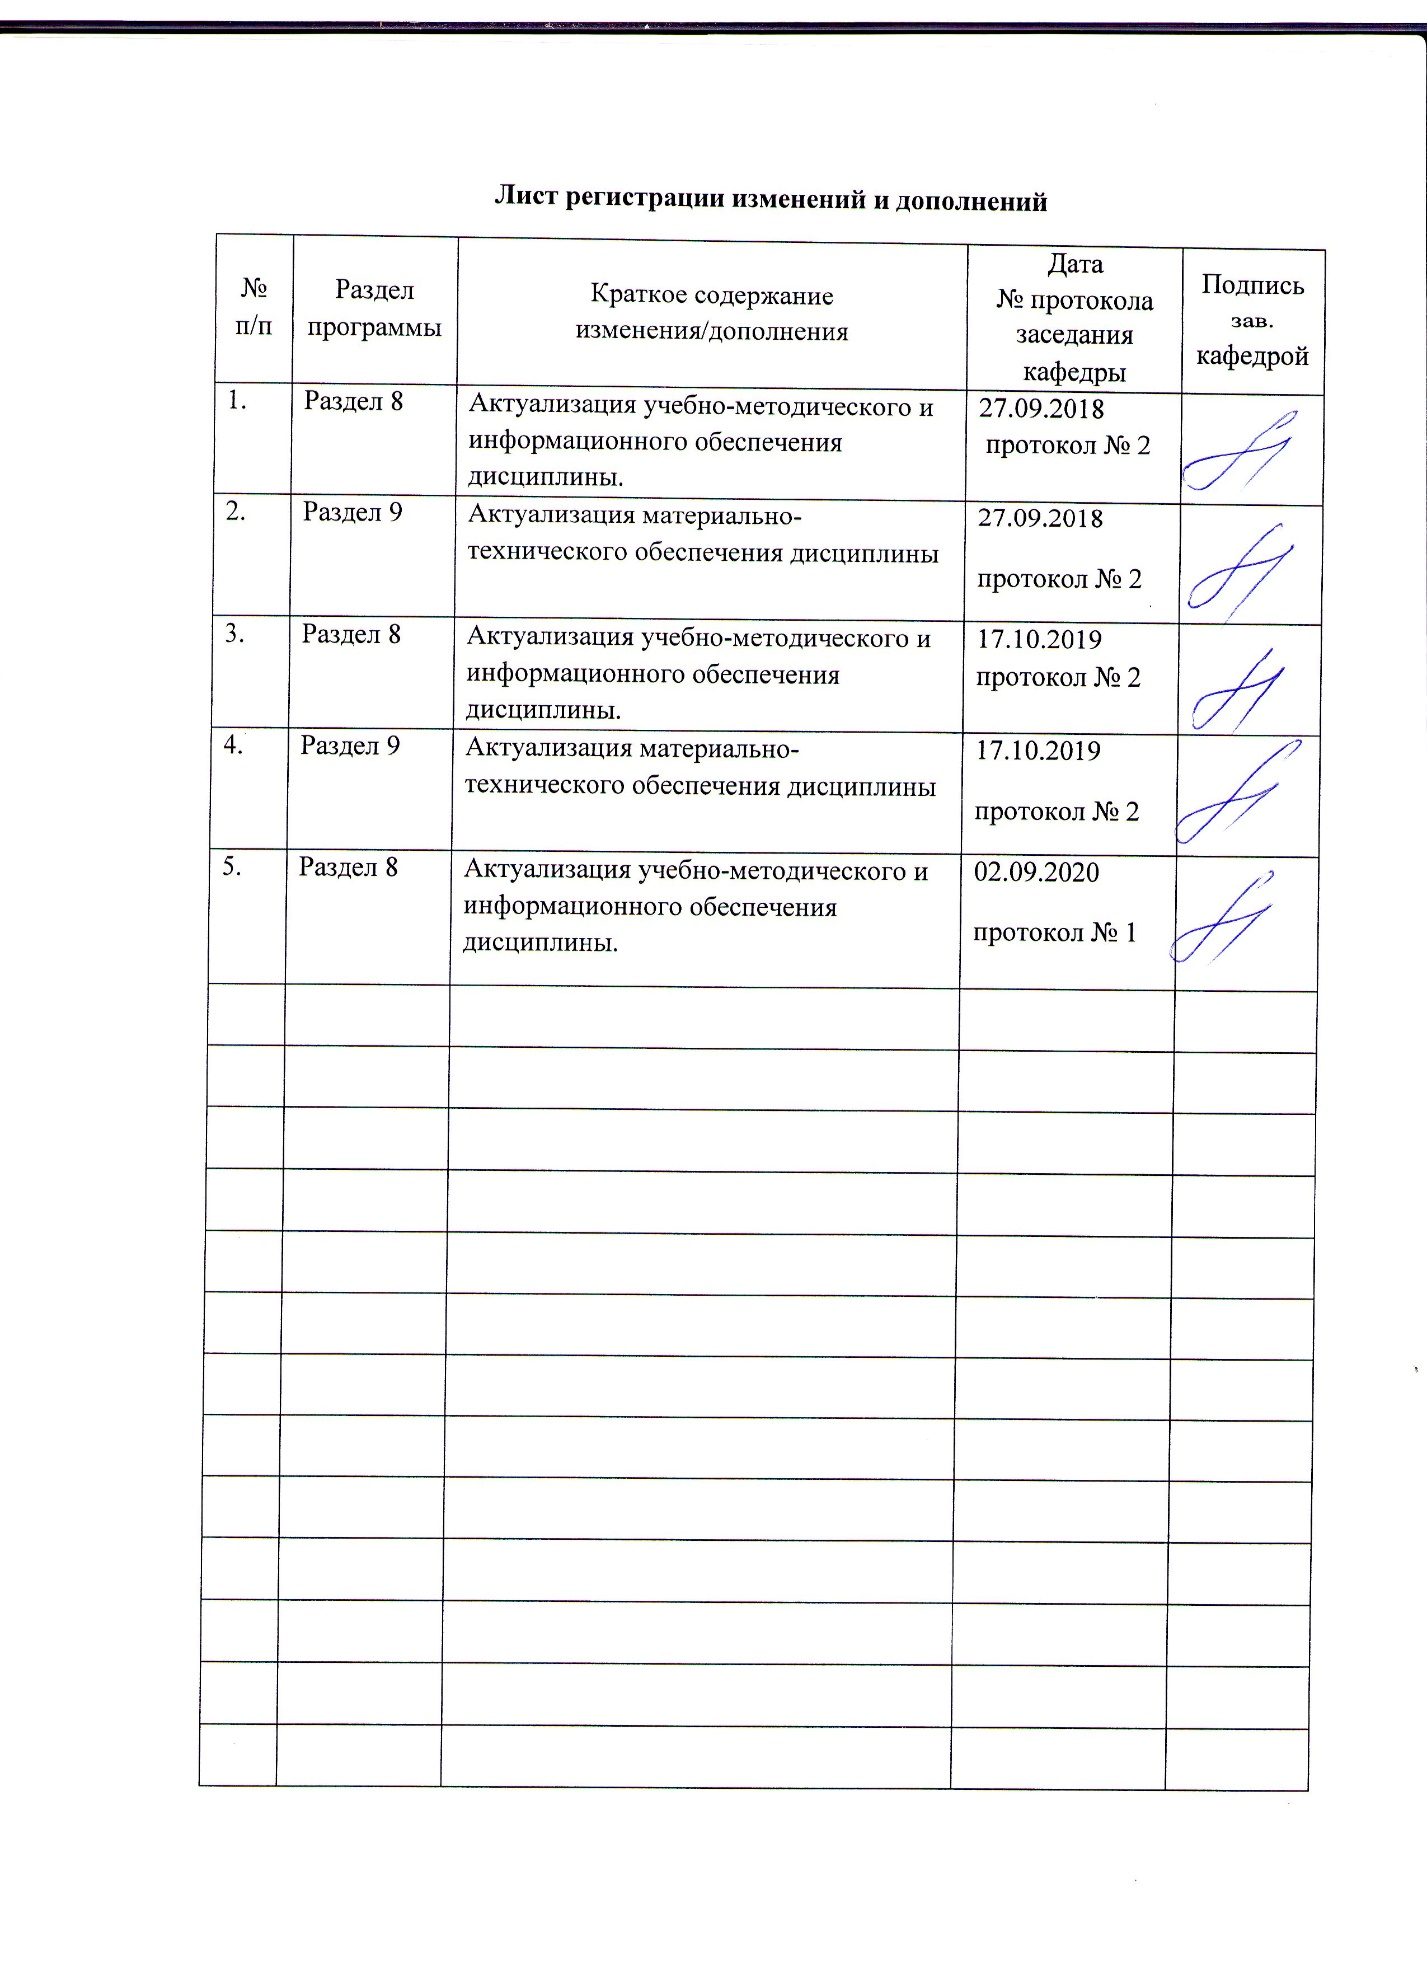 Лист регистрации изменений и дополнений
№
п/п
Раздел
программы
Краткое содержание
изменения/дополнения
Дата
№ протокола
заседания
кафедры
Подпись
зав.
кафедрой
1.
Раздел 8
Актуализация учебно-методического и
информационного обеспечения
дисциплины.
27.09.2018
протокол № 2
2.
Раздел 9
Актуализация материально-
технического обеспечения дисциплины
27.09.2018
протокол № 2
3.
Раздел 8
Актуализация учебно-методического и
информационного обеспечения
дисциплины.
17.10.2019
протокол № 2
4.
Раздел 9
Актуализация материально-
технического обеспечения дисциплины
17.10.2019
протокол № 2
5.
Раздел 8
Актуализация учебно-методического и
информационного обеспечения
дисциплины.
02.09.2020
протокол № 1